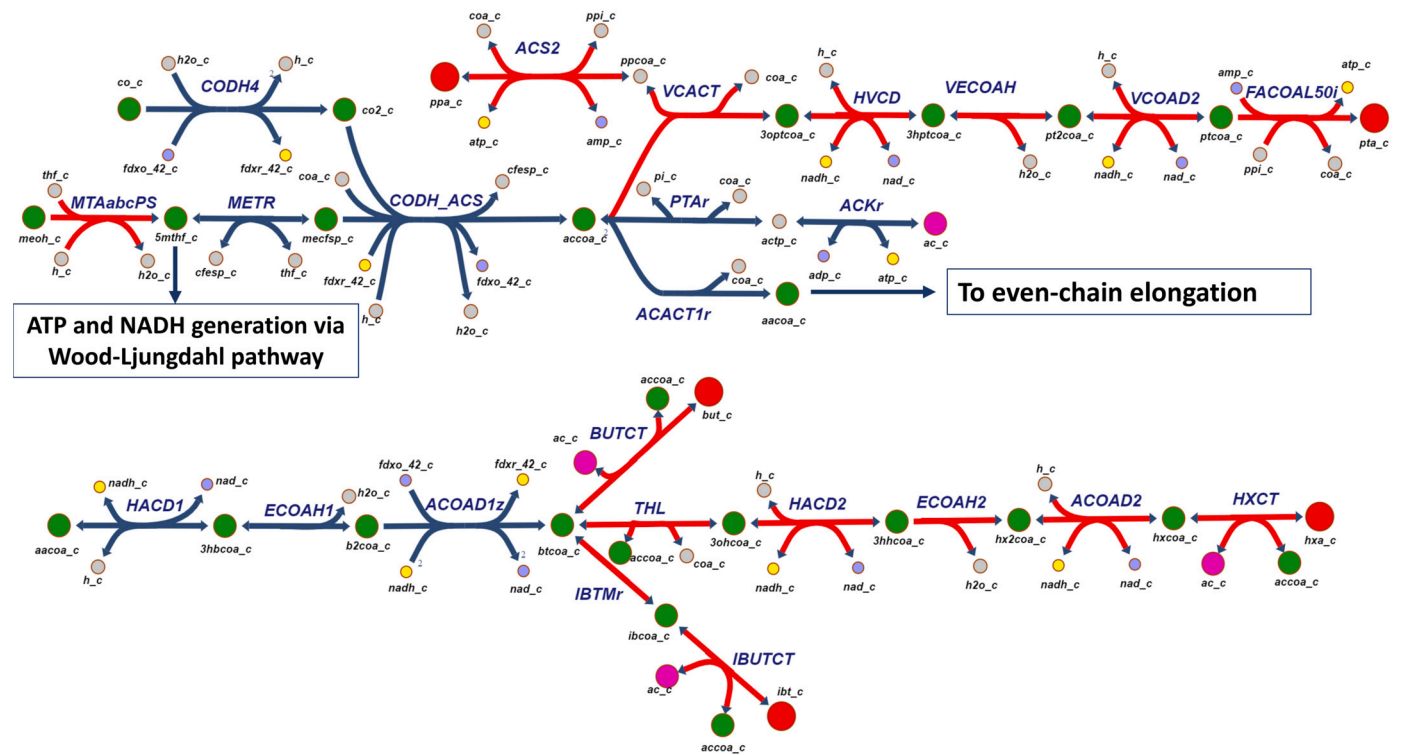 coa_c
ppi_c
ACS2
h2o_c
h_c
co_c
CODH4
2
co2_c
ppa_c
ppcoa_c
coa_c
VCACT
h_c
HVCD
VECOAH
h_c
VCOAD2
amp_c
atp_c
FACOAL50i
3optcoa_c
3hptcoa_c
pt2coa_c
ptcoa_c
pta_c
atp_c
amp_c
fdxo_42_c
fdxr_42_c
nadh_c
nad_c
h2o_c
nadh_c
nad_c
ppi_c
coa_c
thf_c
MTAabcPS
METR
coa_c
cfesp_c
CODH_ACS
pi_c
coa_c
PTAr
ACKr
meoh_c
5mthf_c
mecfsp_c
accoa_c
2
actp_c
ac_c
h_c
h2o_c
cfesp_c
thf_c
fdxr_42_c
fdxo_42_c
adp_c
atp_c
coa_c
h_c
h2o_c
ACACT1r
aacoa_c
To even-chain elongation
ATP and NADH generation via
Wood-Ljungdahl pathway
accoa_c
but_c
ac_c
BUTCT
nadh_c
nad_c
HACD1
h2o_c
ECOAH1
fdxo_42_c
fdxr_42_c
ACOAD1z
THL
h_c
HACD2
ECOAH2
h_c
ACOAD2
HXCT
aacoa_c
3hbcoa_c
b2coa_c
btcoa_c
3ohcoa_c
3hhcoa_c
hx2coa_c
hxcoa_c
hxa_c
h_c
2
nadh_c
2
nad_c
accoa_c
coa_c
nadh_c
nad_c
h2o_c
nadh_c
nad_c
ac_c
accoa_c
IBTMr
ibcoa_c
IBUTCT
ac_c
ibt_c
accoa_c